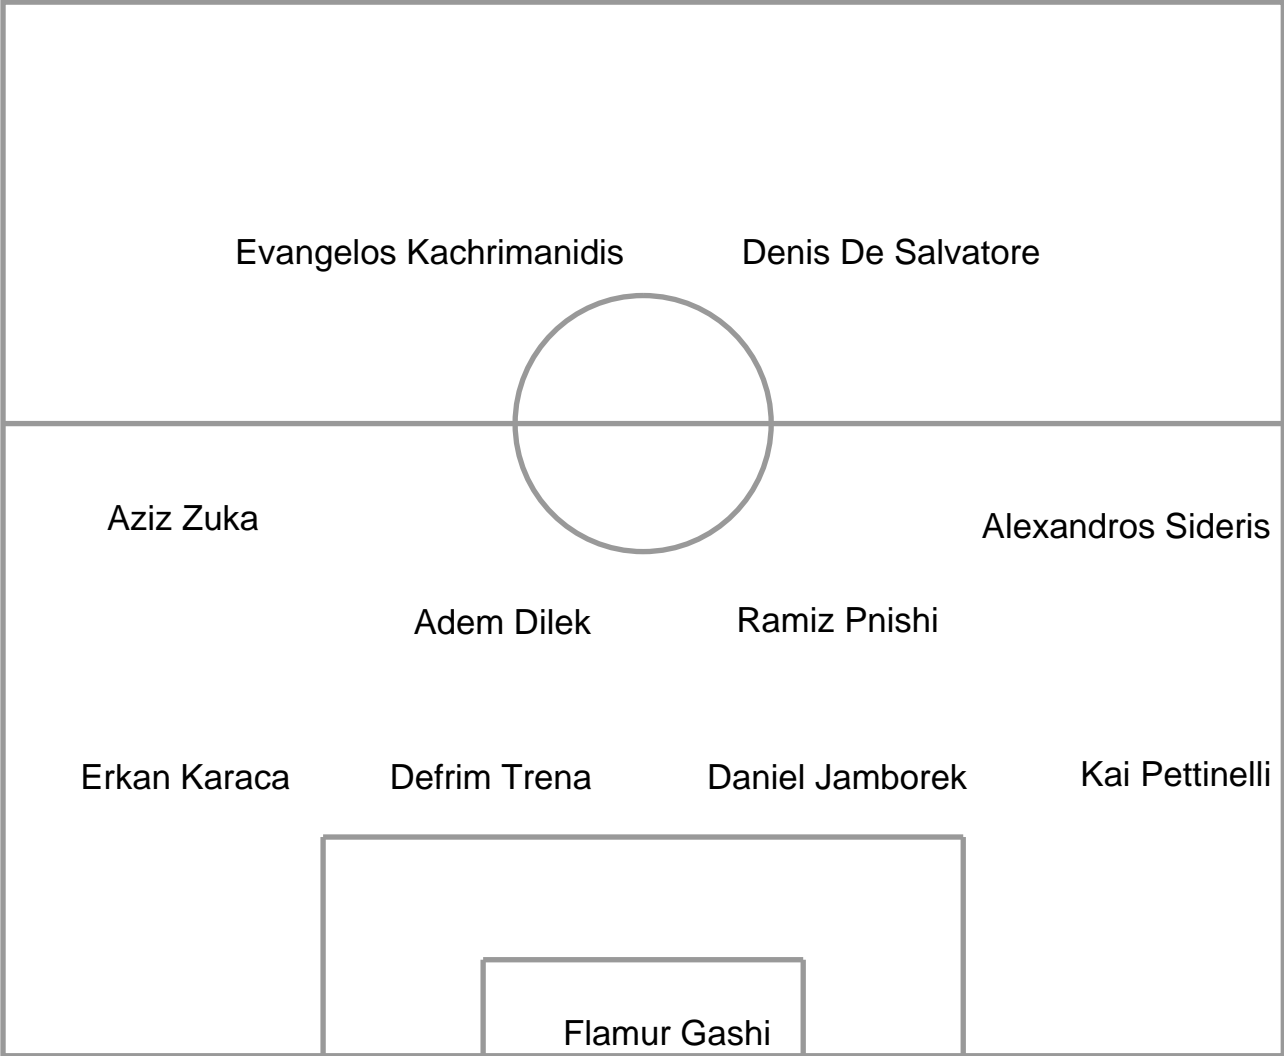 Evangelos Kachrimanidis
Denis De Salvatore
Aziz Zuka
Alexandros Sideris
Adem Dilek
Ramiz Pnishi
Erkan Karaca
Defrim Trena
Daniel Jamborek
Kai Pettinelli
Flamur Gashi